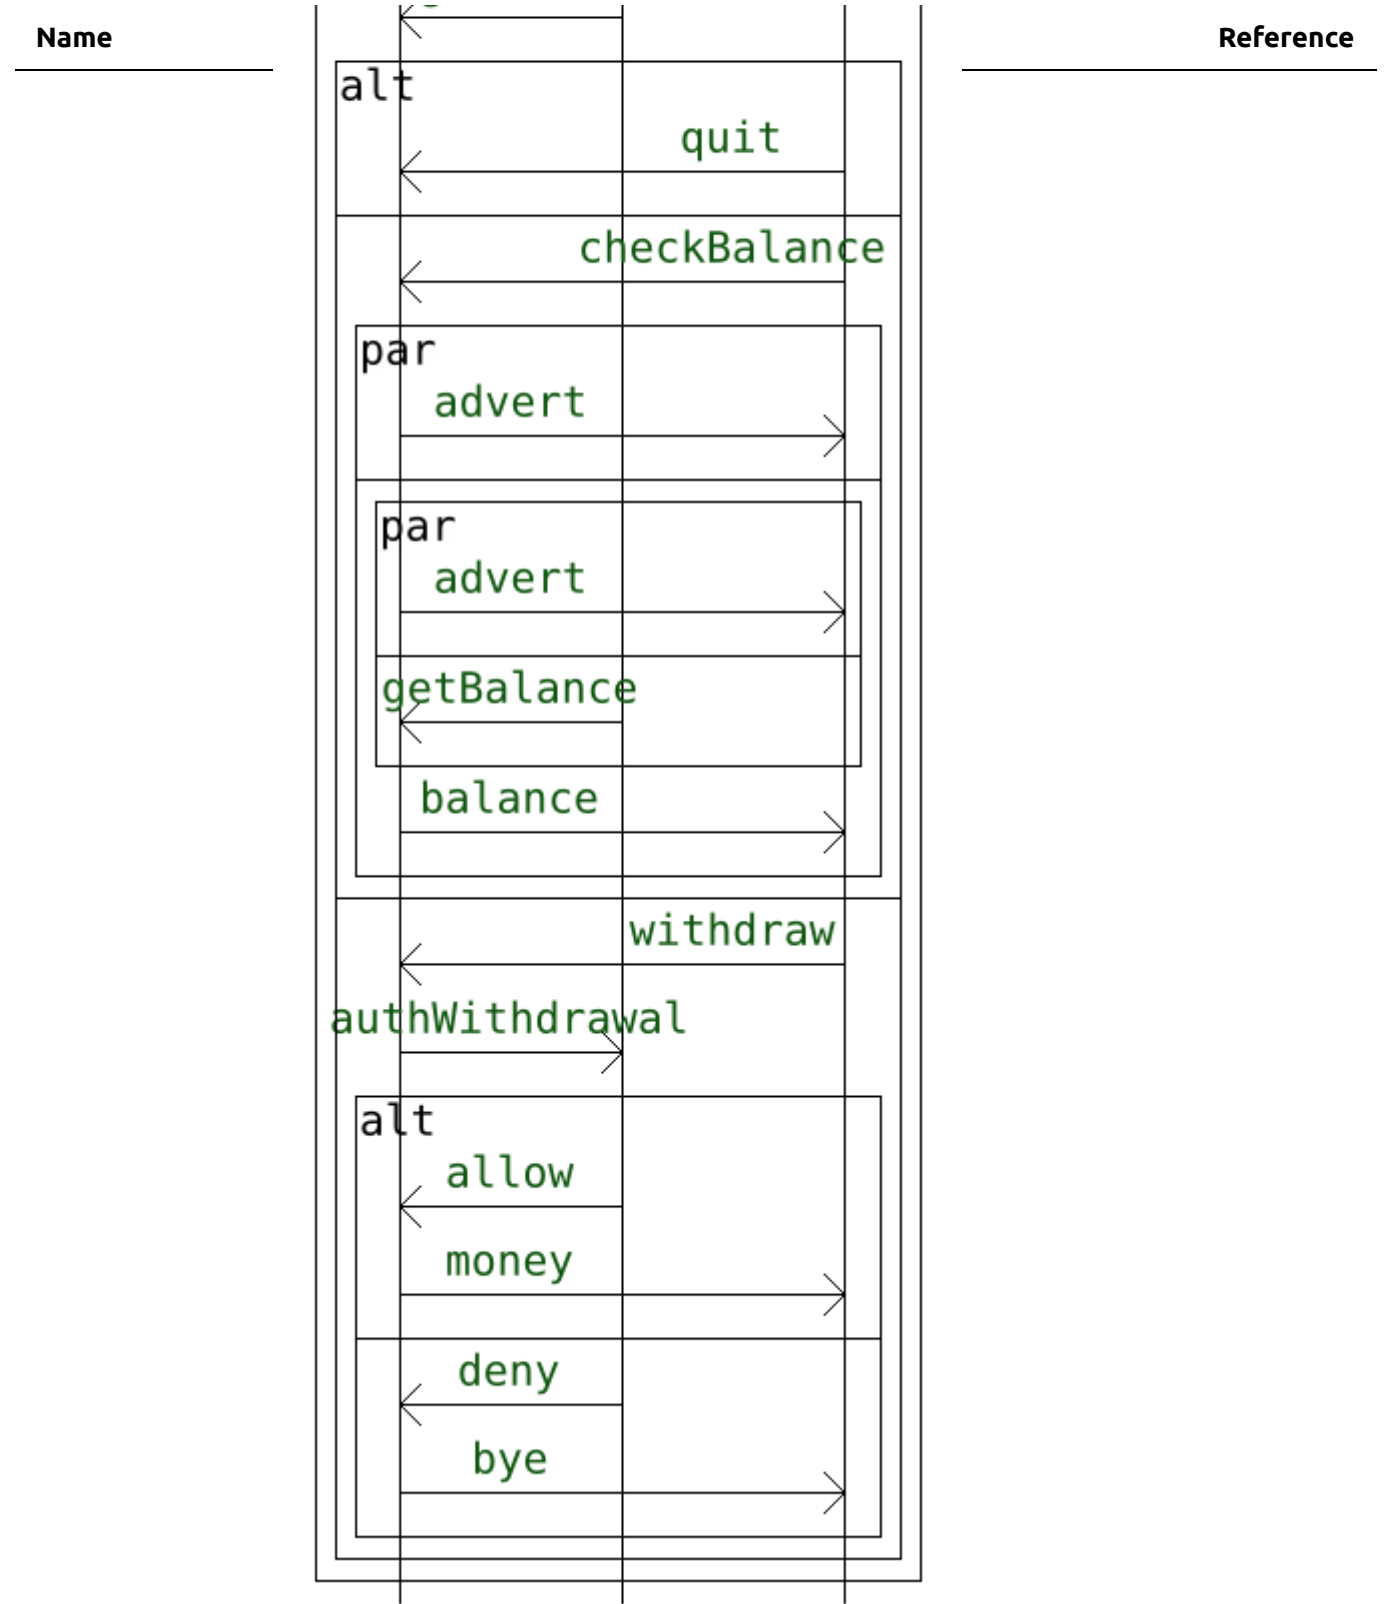 Name
Reference
alt
quit
checkBalance
par
advert
par
advert
getBalance
balance
withdraw
authWithdrawal
alt
allow
money
deny
bye